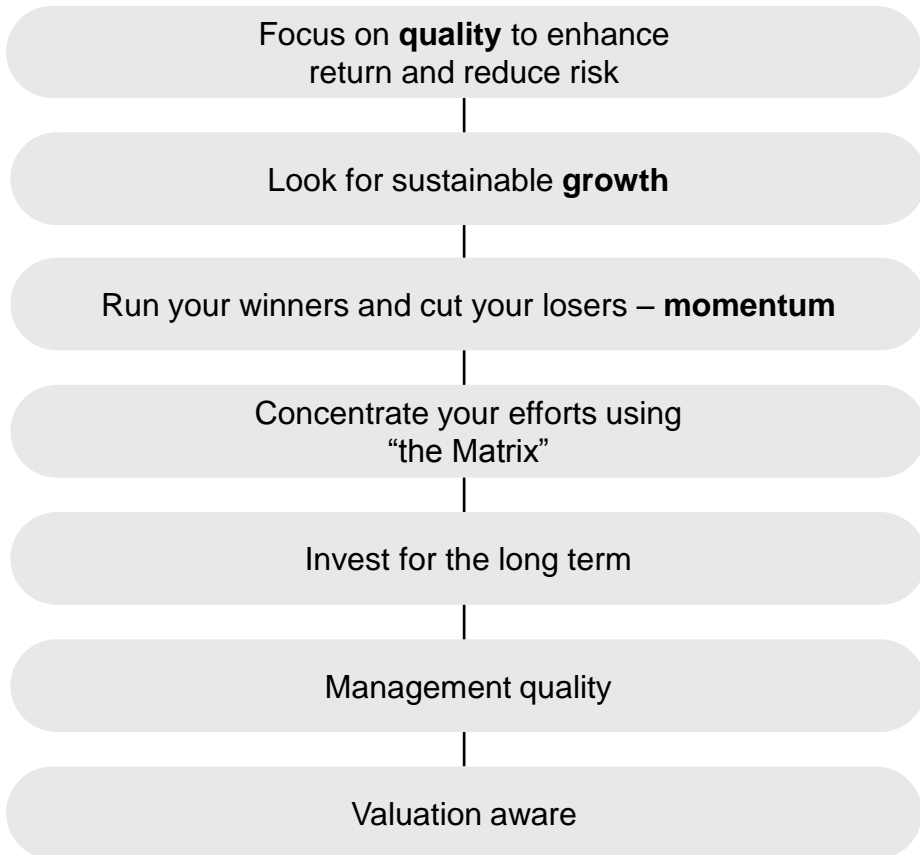 Focus on quality to enhance
return and reduce risk
Look for sustainable growth
Run your winners and cut your losers – momentum
Concentrate your efforts using
“the Matrix”
Invest for the long term
Management quality
Valuation aware